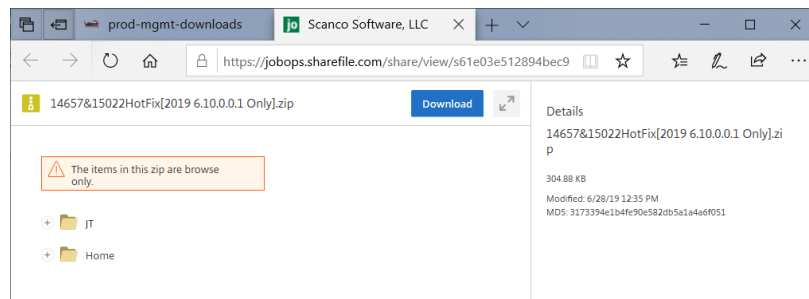 prod-mgmt-downloads
jo Scanco Software, LLC
https://jobops.sharefile.com/share/view/s61e03e512894bec9
14657&15022HotFix[2019 6.10.0.0.1 Only].zip
Download
The items in this zip are browse
only.
JT
Home
Details
14657&15022HotFix[2019 6.10.0.0.1 Only].zi
p
304.88 KB
Modified: 6/28/19 12:35 PM
MD5: 3173394e1b4fe90e582db5a1a4a6f051